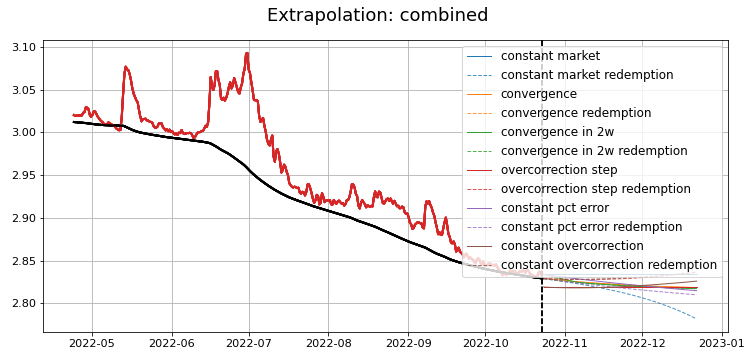 Extrapolation: combined
3.10
3.05
3.00
2.95
2.90
2.85
2.80
constant market
constant market redemption
convergence
convergence redemption
convergence in 2w
convergence in 2w redemption
overcorrection step
overcorrection step redemption
constant pct error
constant pct error redemption
constant overcorrection
constant overcorrection redemption
2022-05 2022-06 2022-07 2022-08 2022-09 2022-10 2022-11 2022-12 2023-01